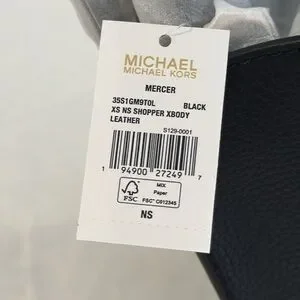 MICHAEL
MICHAEL KORS
MERCER
35S1GM9T0L BLACK
XS NS SHOPPER XBODY
LEATHER
S129-0001
1 94900 27249 7
FSC
MIX
Paper
FSC™ C012345
NS